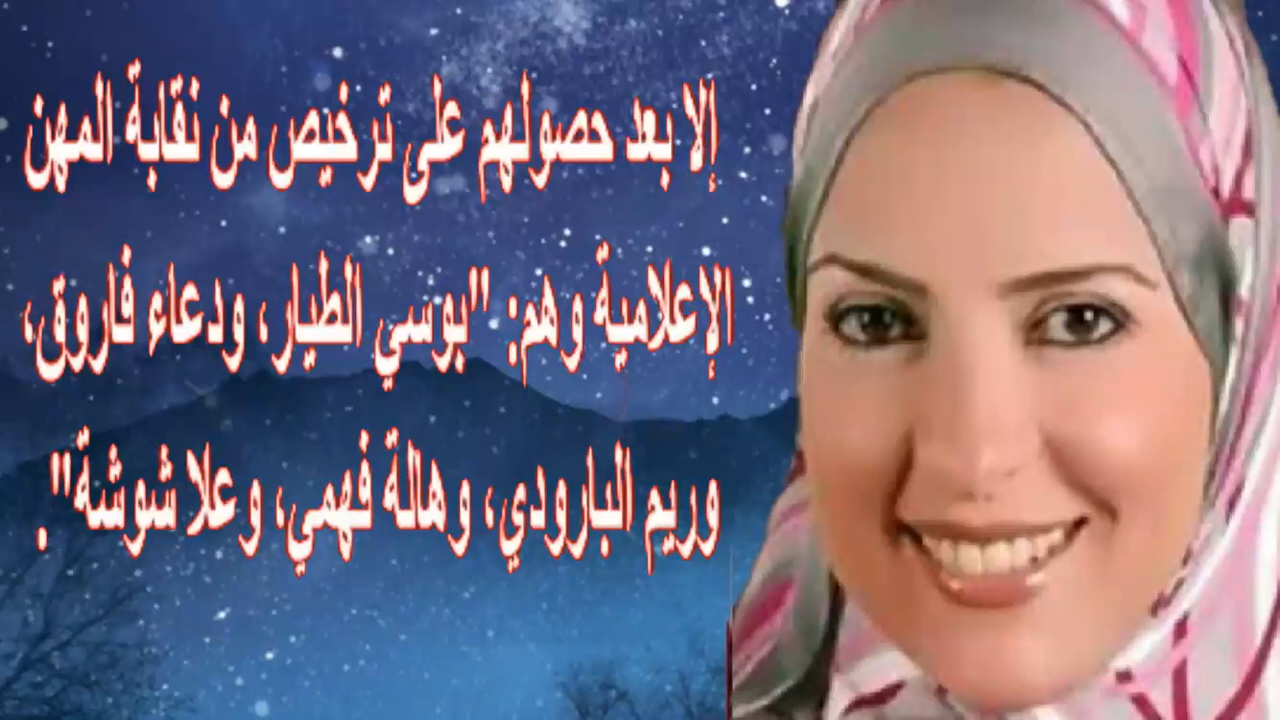 إلا بعد حصولهم على ترخيص من نقابة المهن
الإعلامية وهم: "بوسي الطيار، ودعاء فاروق،
وريم البارودي، وهالة فهمي، وعلا شوشة".